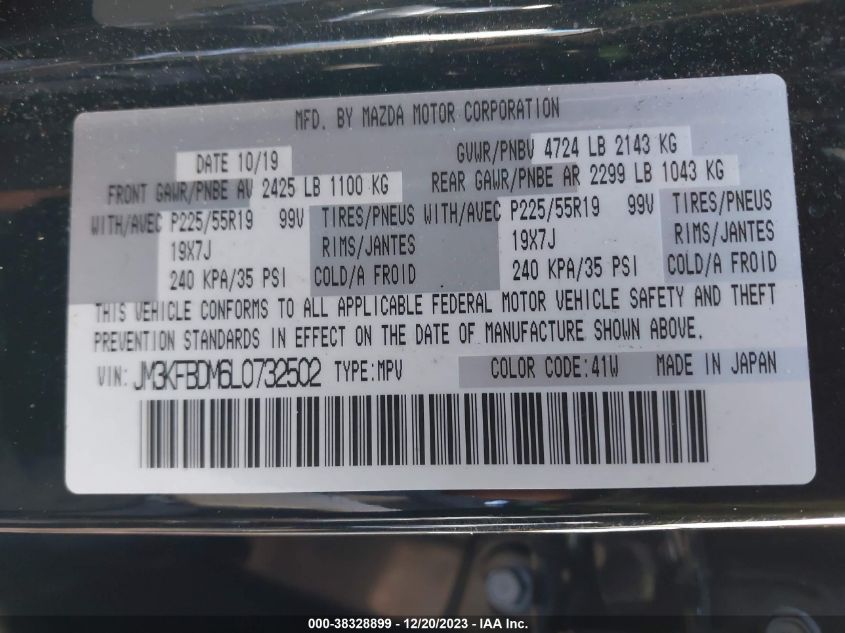 MFD. BY MAZDA MOTOR CORPORATION
DATE 10/19 GVWR/PNBV 4724 LB 2143 KG
FRONT GAWR/PNBE AV 2425 LB 1100 KG REAR GAWR/PNBE AR 2299 LB 1043 KG
WITH/AVEC P225/55R19 99V TIRES/PNEUS WITH/AVEC P225/55R19 99V TIRES/PNEUS
19X7J RIMS/JANTES 19X7J RIMS/JANTES
240 KPA/35 PSI COLD/A FROID 240 KPA/35 PSI COLD/A FROID
THIS VEHICLE CONFORMS TO ALL APPLICABLE FEDERAL MOTOR VEHICLE SAFETY AND THEFT
PREVENTION STANDARDS IN EFFECT ON THE DATE OF MANUFACTURE SHOWN ABOVE.
VIN: JM3KFBDM6L0732502 TYPE:MPV COLOR CODE:41W MADE IN JAPAN
000-38328899 - 12/20/2023 - IAA Inc.